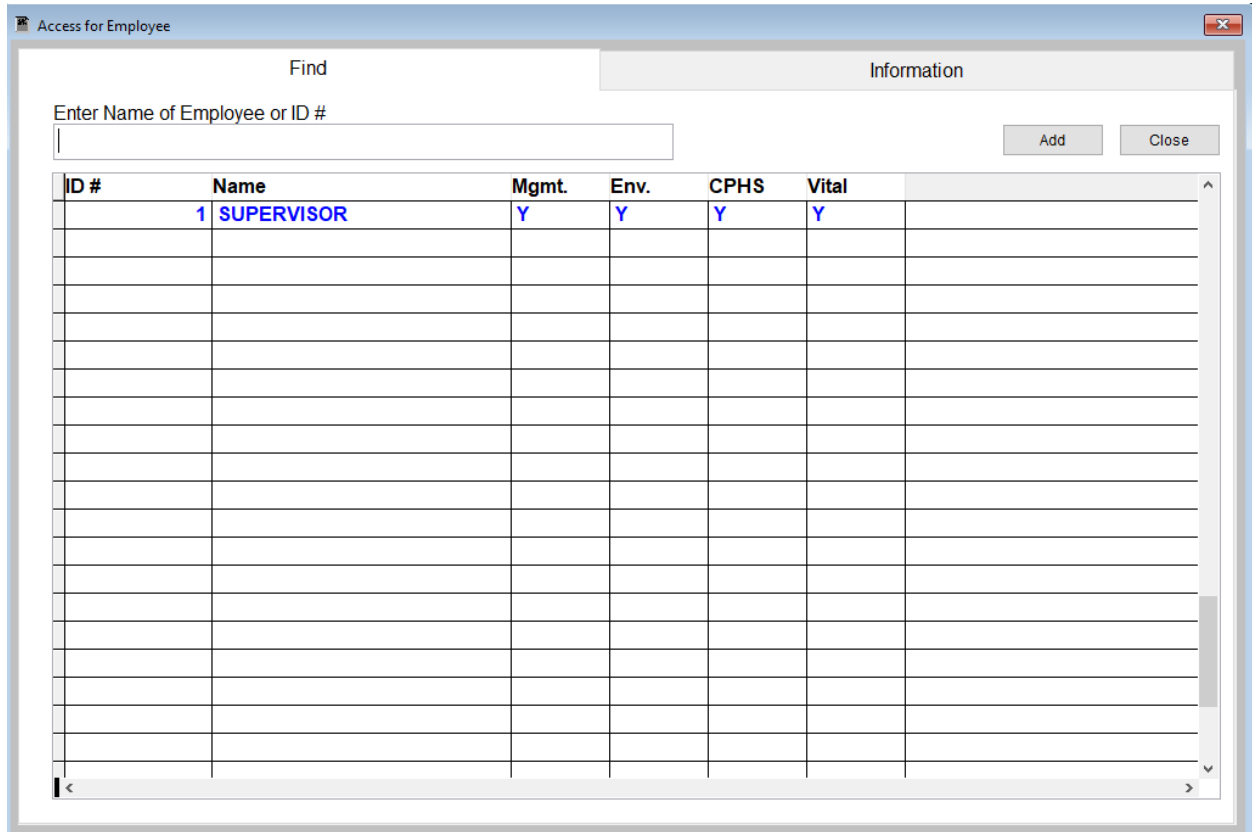 Access for Employee
Find Information
Enter Name of Employee or ID #
Add Close
ID # Name Mgmt. Env. CPHS Vital
1 SUPERVISOR Y Y Y Y